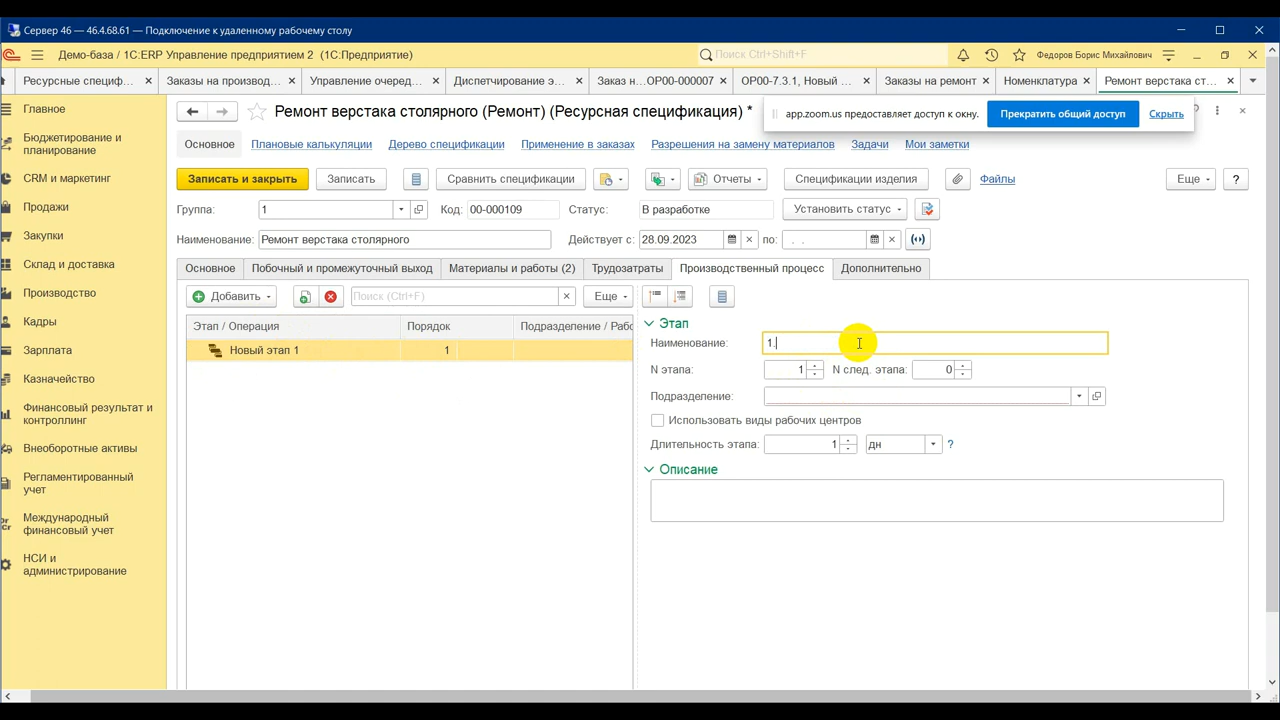 Сервер 46 — 46.4.68.61 — Подключение к удаленному рабочему столу
Демо-база / 1С:ERP Управление предприятием 2 (1С:Предприятие)
Поиск Ctrl+Shift+F
Федоров Борис Михайлович
Ресурсные специф...
Заказы на производ...
Управление очеред...
Диспетчирование э...
Заказ н...ОР00-000007
ОР00-7.3.1, Новый ...
Заказы на ремонт
Номенклатура
Ремонт верстака ст...
Главное
Бюджетирование и
планирование
CRM и маркетинг
Продажи
Закупки
Склад и доставка
Производство
Кадры
Зарплата
Казначейство
Финансовый результат и
контроллинг
Внеоборотные активы
Регламентированный
учет
Международный
финансовый учет
НСИ и
администрирование
Ремонт верстака столярного (Ремонт) (Ресурсная спецификация) *
app.zoom.us предоставляет доступ к окну.
Прекратить общий доступ
Скрыть
Основное
Плановые калькуляции
Дерево спецификации
Применение в заказах
Разрешения на замену материалов
Задачи
Мои заметки
Записать и закрыть
Записать
Сравнить спецификации
Отчеты
Спецификации изделия
Файлы
Еще
?
Группа:
1
Код:
00-000109
Статус:
В разработке
Установить статус
Наименование:
Ремонт верстака столярного
Действует с:
28.09.2023
по:
. .
Основное
Побочный и промежуточный выход
Материалы и работы (2)
Трудозатраты
Производственный процесс
Дополнительно
Добавить
Поиск (Ctrl+F)
Еще
Этап / Операция
Порядок
Подразделение / Рабо
Новый этап 1
1
Этап
Наименование:
1.
N этапа:
1
N след. этапа:
0
Подразделение:
Использовать виды рабочих центров
Длительность этапа:
1
дн
?
Описание